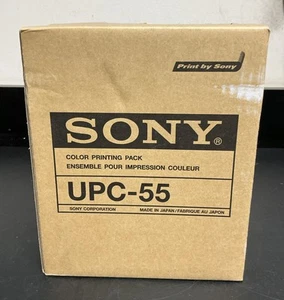 Print by Sony
SONY®
COLOR PRINTING PACK
ENSEMBLE POUR IMPRESSION COULEUR
UPC-55
SONY CORPORATION MADE IN JAPAN/FABRIQUE AU JAPON